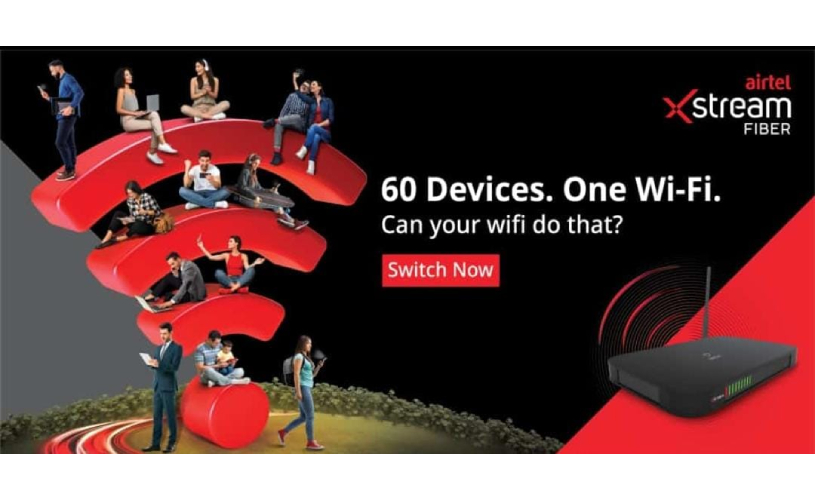 airtel
Xstream
FIBER
60 Devices. One Wi-Fi.
Can your wifi do that?
Switch Now